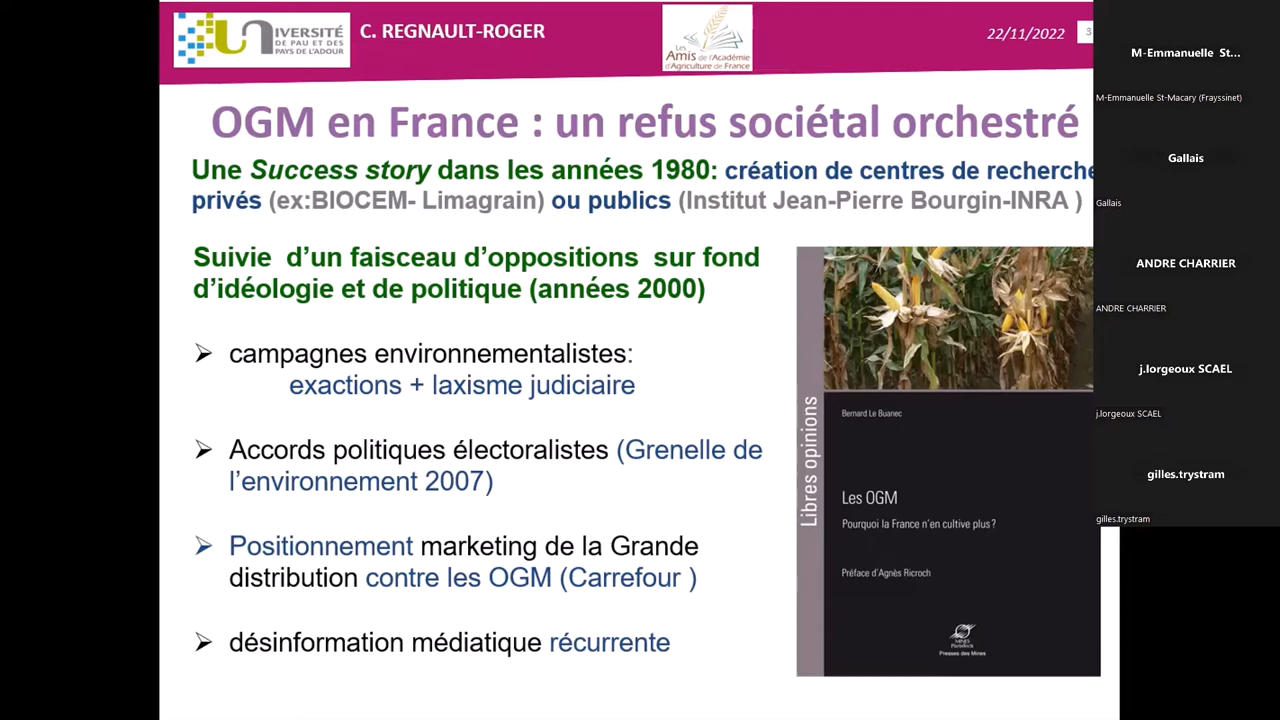 UNIVERSITÉ
DE PAU ET DES
PAYS DE L'ADOUR
C. REGNAULT-ROGER
Les
Amis de l'Académie
d'Agriculture de France
22/11/2022
3
OGM en France : un refus sociétal orchestré
Une Success story dans les années 1980: création de centres de recherche
privés (ex:BIOCEM- Limagrain) ou publics (Institut Jean-Pierre Bourgin-INRA )
Suivie d'un faisceau d'oppositions sur fond
d'idéologie et de politique (années 2000)
➢ campagnes environnementalistes:
exactions + laxisme judiciaire
➢ Accords politiques électoralistes (Grenelle de
l'environnement 2007)
➢ Positionnement marketing de la Grande
distribution contre les OGM (Carrefour )
➢ désinformation médiatique récurrente
Libres opinions
Bernard Le Buanec
Les OGM
Pourquoi la France n'en cultive plus ?
Préface d'Agnès Ricroch
MINES
ParisTech
Presses des Mines
M-Emmanuelle St...
M-Emmanuelle St-Macary (Frayssinet)
Gallais
Gallais
ANDRE CHARRIER
ANDRE CHARRIER
j.lorgeoux SCAEL
j.lorgeoux SCAEL
gilles.trystram
gilles.trystram